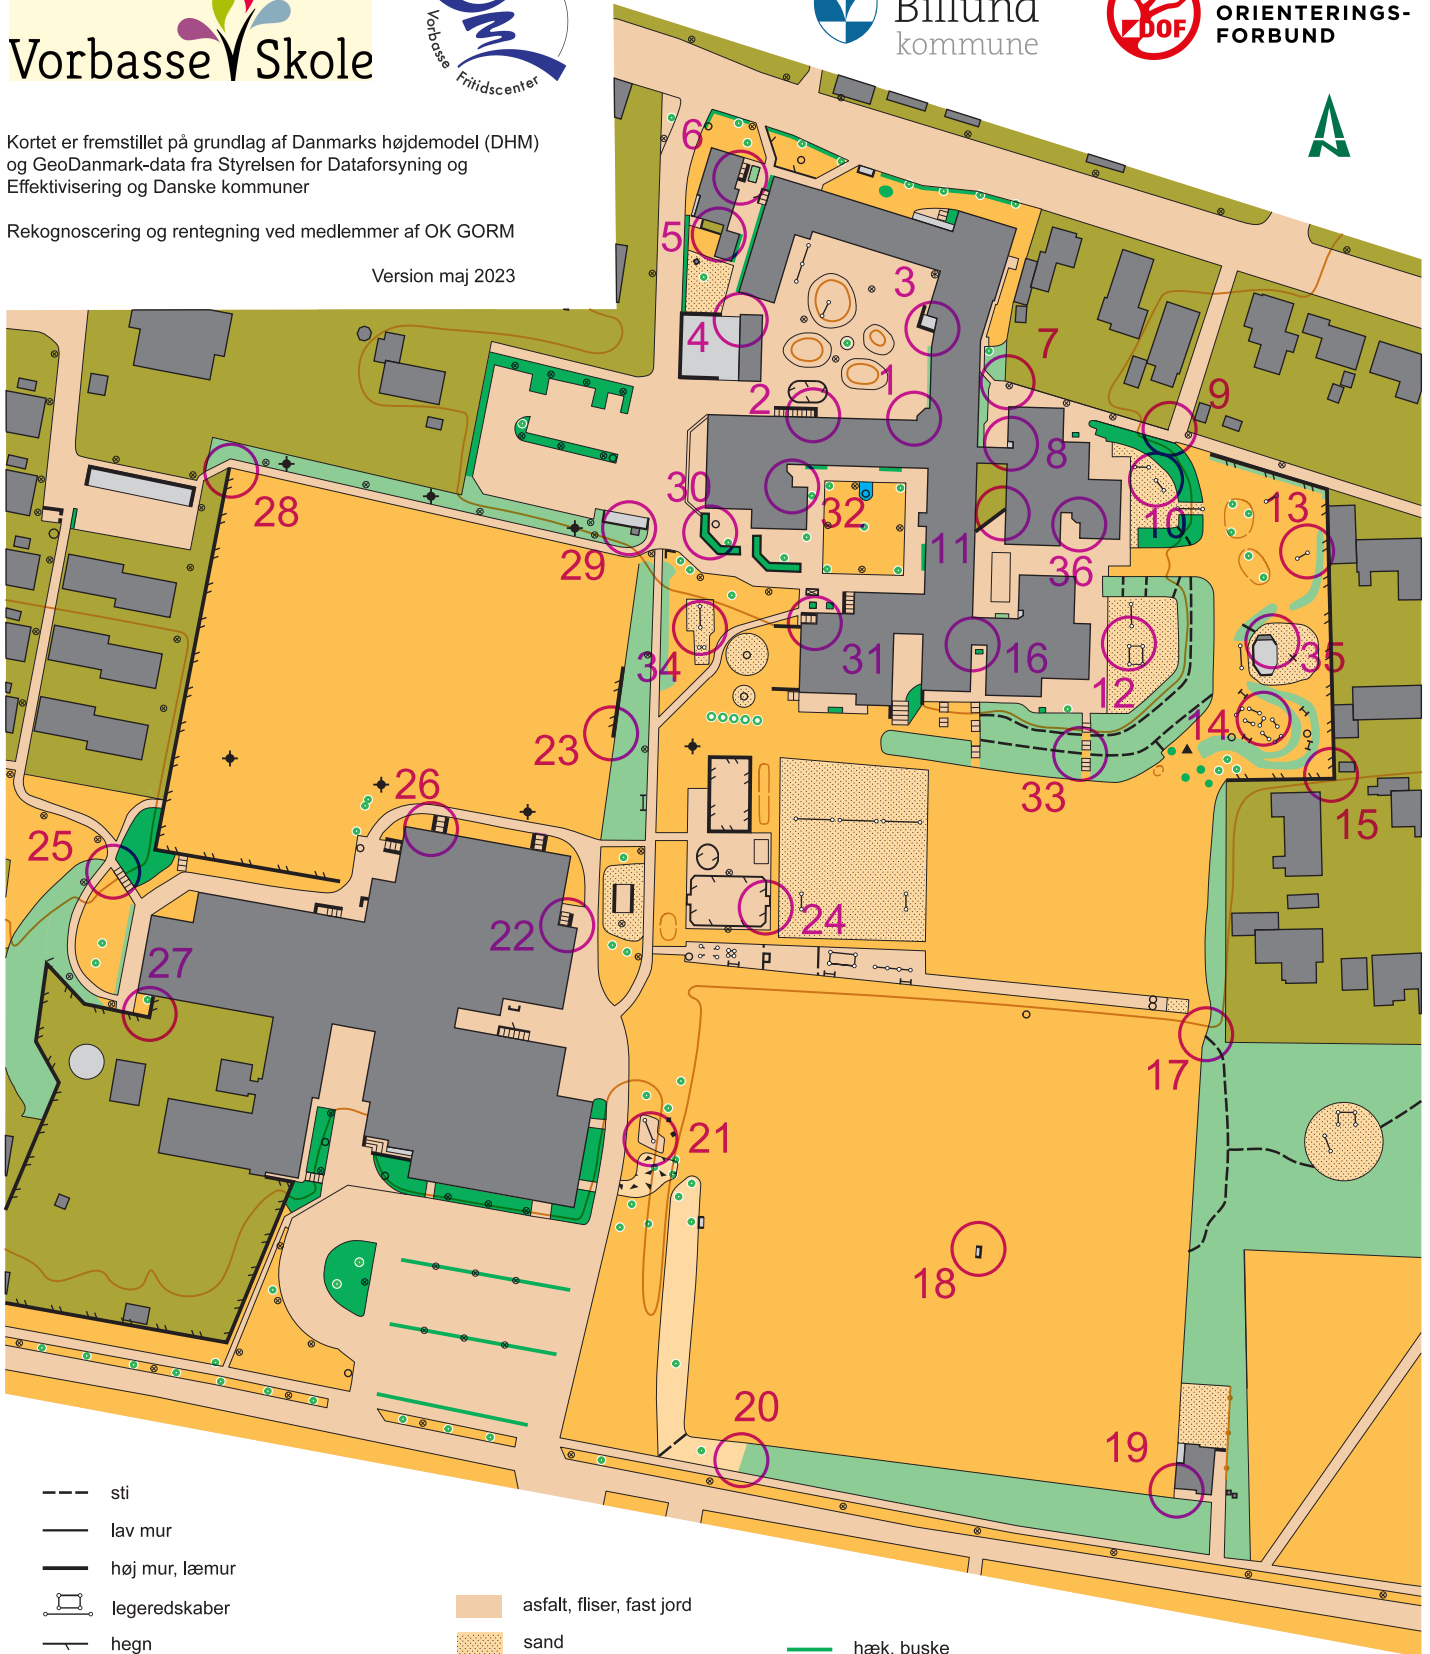 Vorbasse Skole
Vorbasse
Fritidscenter
Billund
kommune
DOF
ORIENTERINGS-
FORBUND
Kortet er fremstillet på grundlag af Danmarks højdemodel (DHM)
og GeoDanmark-data fra Styrelsen for Dataforsyning og
Effektivisering og Danske kommuner
Rekognoscering og rentegning ved medlemmer af OK GORM
Version maj 2023
6
5
3
4
7
2
1
9
8
28
30
32
10
13
29
11
36
34
31
16
12
35
14
23
33
15
26
25
22
24
27
17
21
18
20
19
sti
lav mur
høj mur, læmur
legeredskaber
hegn
asfalt, fliser, fast jord
sand
hæk, buske